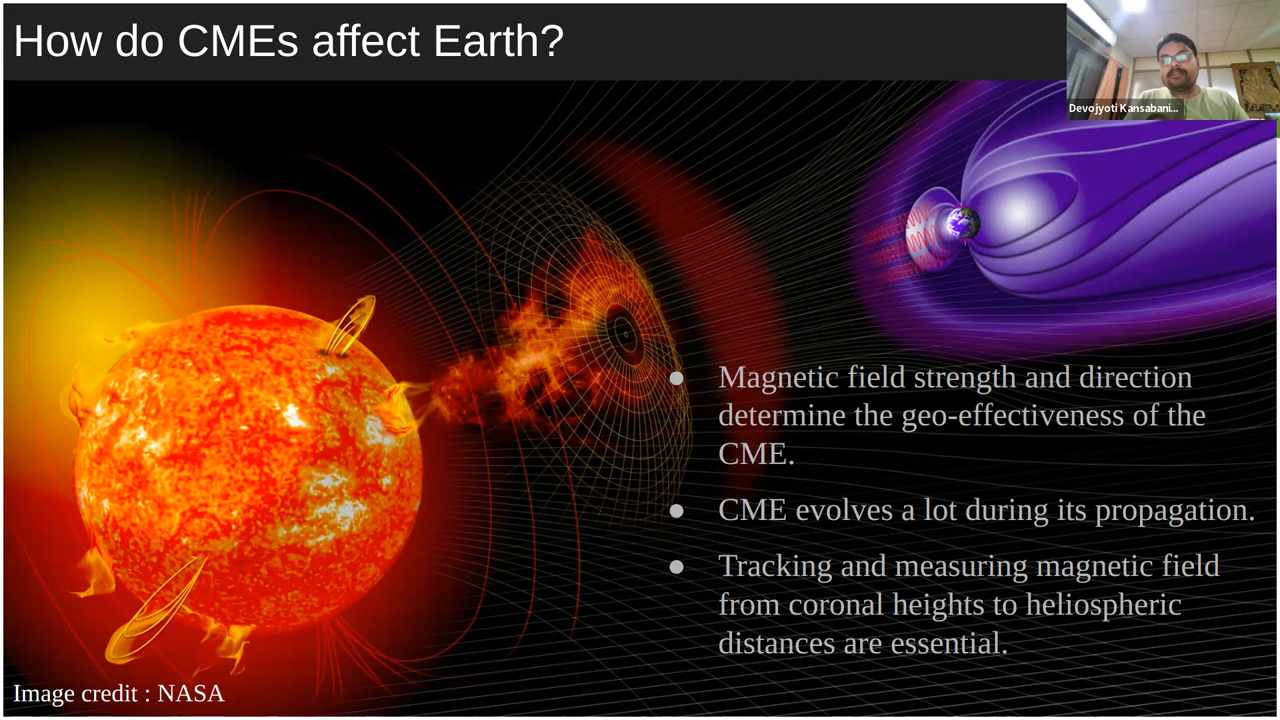 How do CMEs affect Earth?
Devojyoti Kansabani...
● Magnetic field strength and direction
determine the geo-effectiveness of the
CME.
● CME evolves a lot during its propagation.
● Tracking and measuring magnetic field
from coronal heights to heliospheric
distances are essential.
Image credit : NASA